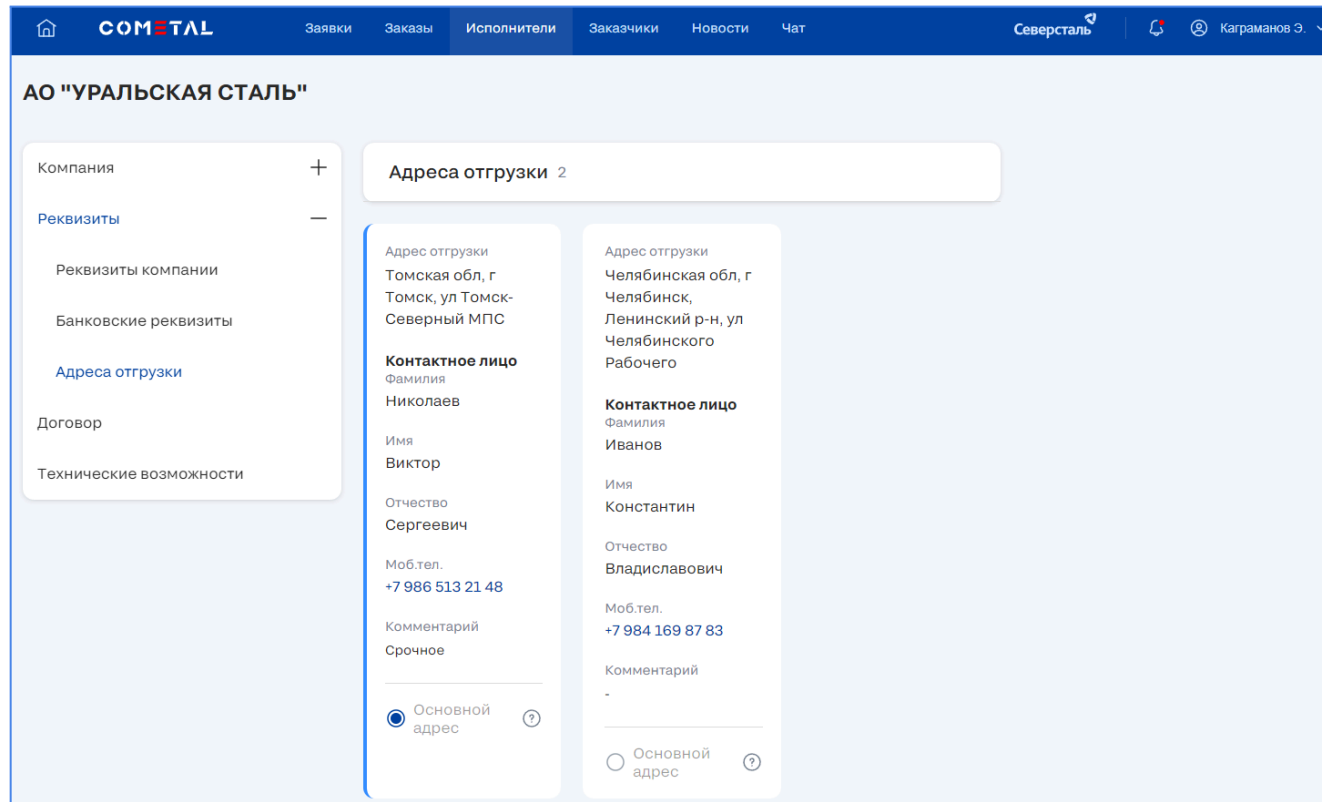 COMETAL
Заявки
Заказы
Исполнители
Заказчики
Новости
Чат
Северсталь
Каграманов Э.
АО "УРАЛЬСКАЯ СТАЛЬ"
Компания
Реквизиты
Реквизиты компании
Банковские реквизиты
Адреса отгрузки
Договор
Технические возможности
Адреса отгрузки 2
Адрес отгрузки
Томская обл, г
Томск, ул Томск-
Северный МПС
Контактное лицо
Фамилия
Николаев
Имя
Виктор
Отчество
Сергеевич
Моб.тел.
+7 986 513 21 48
Комментарий
Срочное
Основной
адрес
?
Адрес отгрузки
Челябинская обл, г
Челябинск,
Ленинский р-н, ул
Челябинского
Рабочего
Контактное лицо
Фамилия
Иванов
Имя
Константин
Отчество
Владиславович
Моб.тел.
+7 984 169 87 83
Комментарий
-
Основной
адрес
?